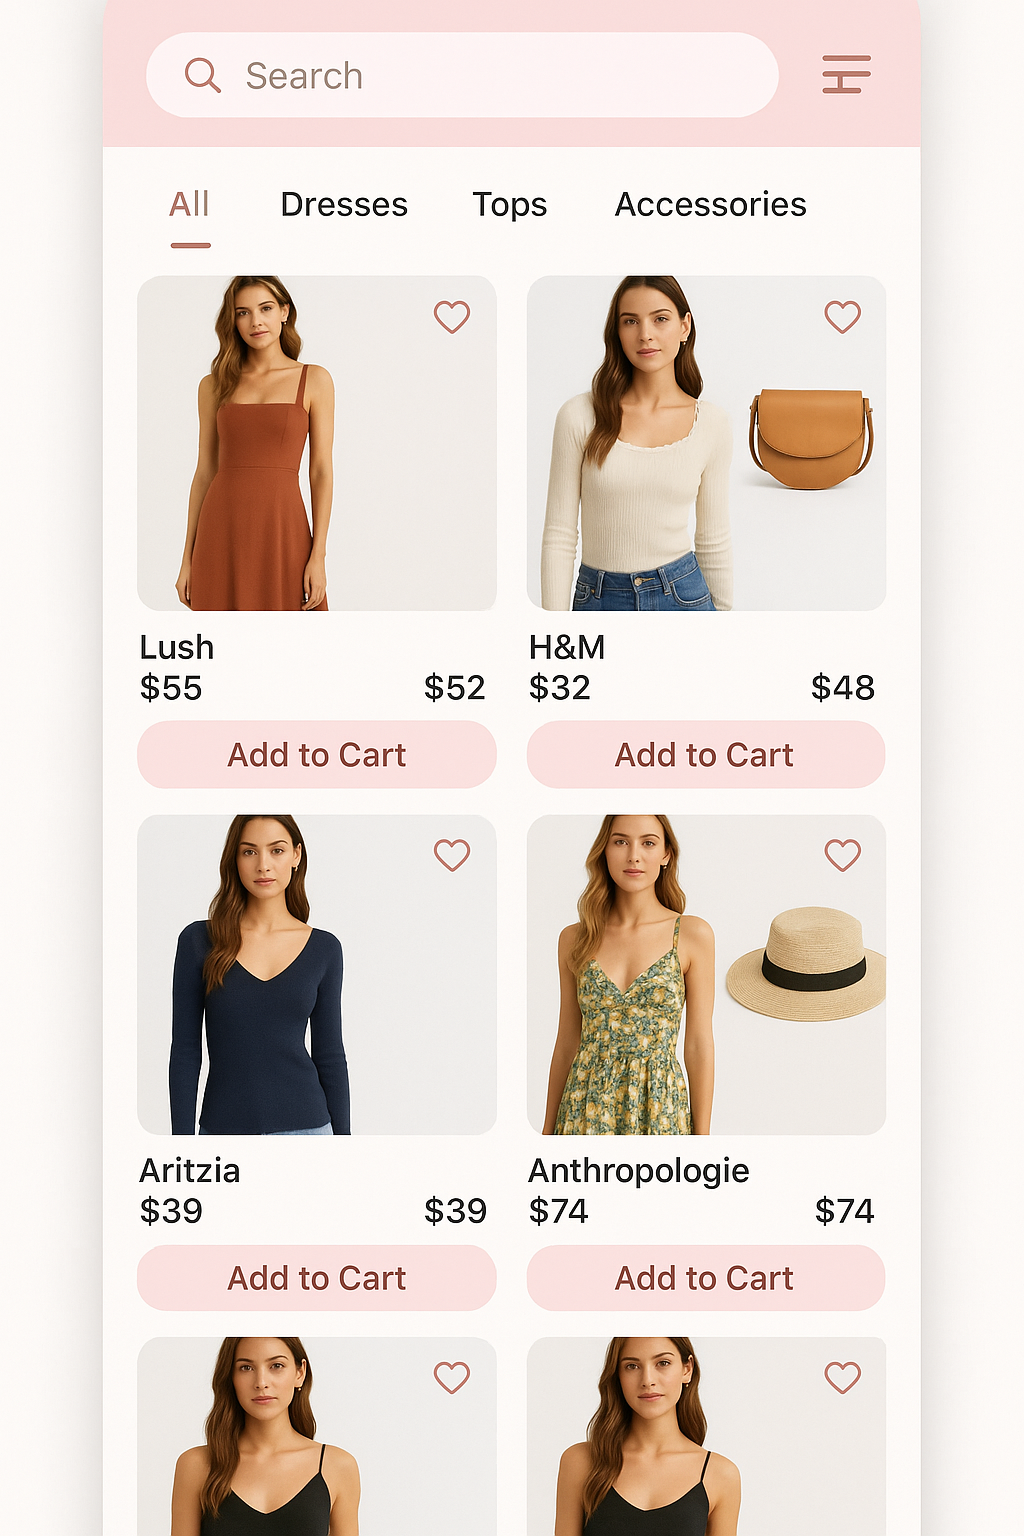 Search
All Dresses Tops Accessories
Lush
$55 $52
Add to Cart
H&M
$32 $48
Add to Cart
Aritzia
$39 $39
Add to Cart
Anthropologie
$74 $74
Add to Cart